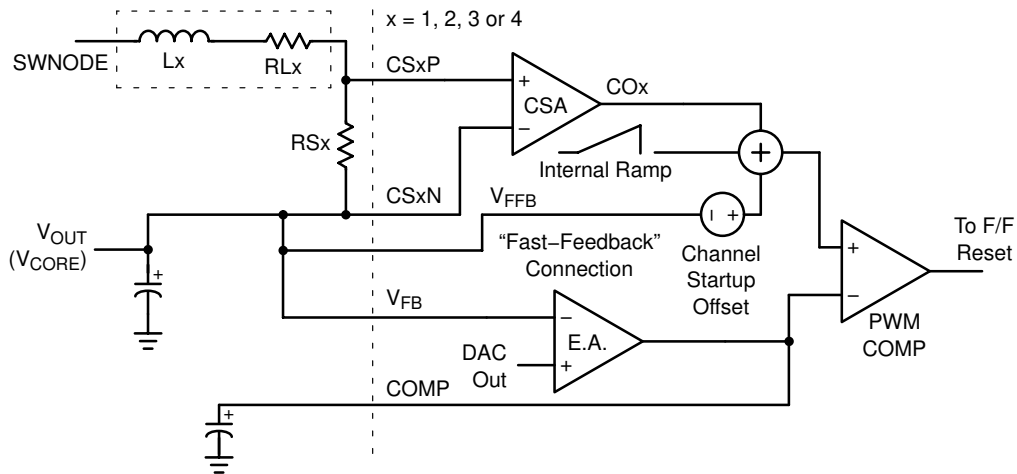 x = 1, 2, 3 or 4
SWNODE
Lx
RLx
CSxP
COx
+
CSA
−
RSx
Internal Ramp
+
CSxN
VFFB
− +
VOUT
(VCORE)
+
“Fast−Feedback”
Connection
Channel
Startup
Offset
+
−
To F/F
Reset
PWM
COMP
VFB
−
E.A.
+
DAC
Out
COMP
+